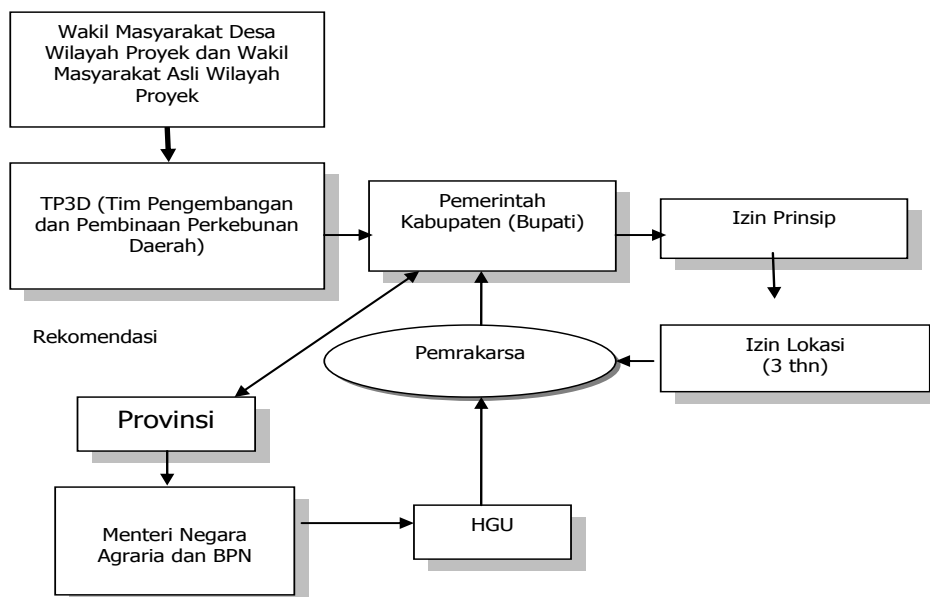 Wakil Masyarakat Desa
Wilayah Proyek dan Wakil
Masyarakat Asli Wilayah
Proyek
TP3D (Tim Pengembangan
dan Pembinaan Perkebunan
Daerah)
Pemerintah
Kabupaten (Bupati)
Izin Prinsip
Rekomendasi
Pemrakarsa
Izin Lokasi
(3 thn)
Provinsi
Menteri Negara
Agraria dan BPN
HGU